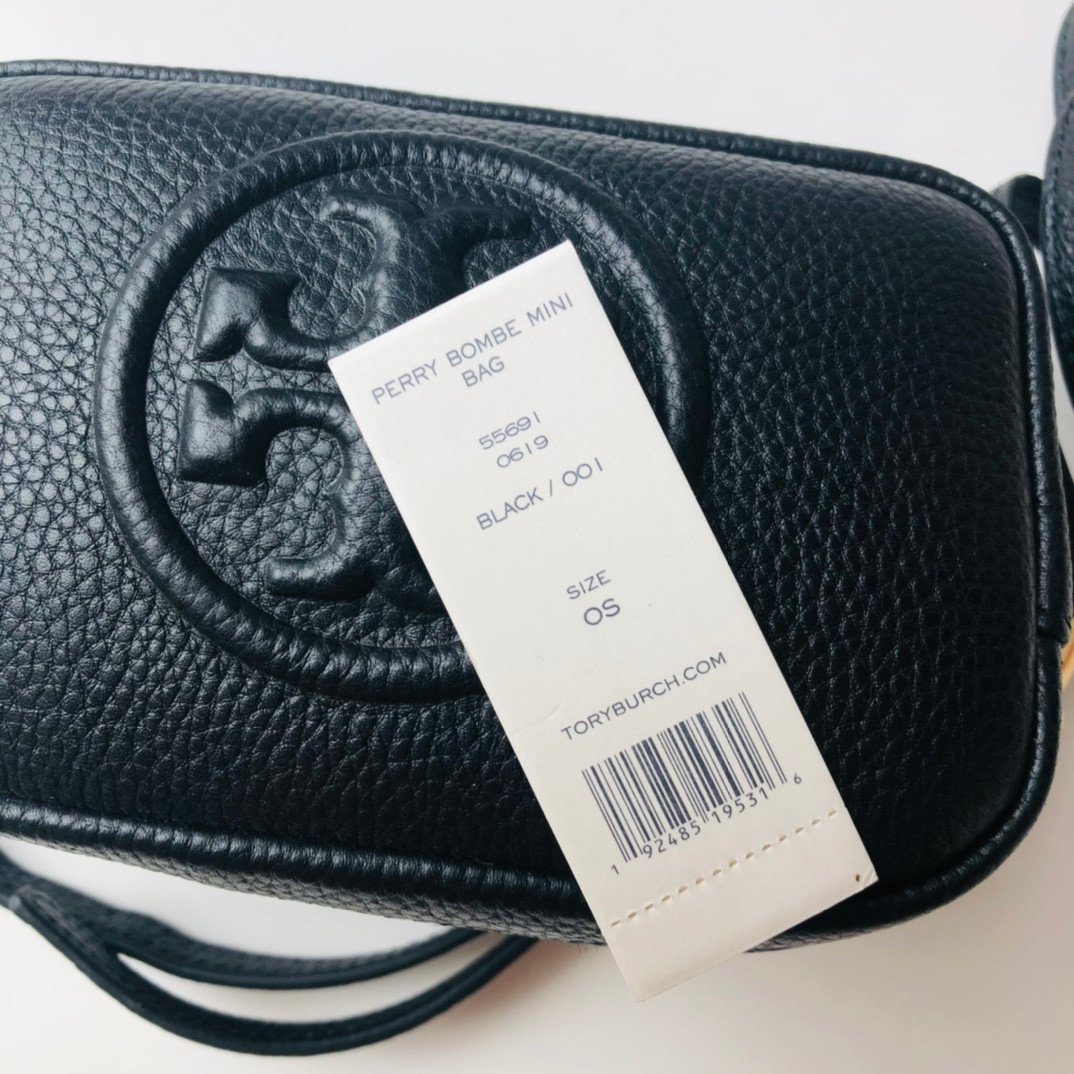 PERRY BOMBE MINI
BAG
55691
0619
BLACK / 001
SIZE
OS
TORYBURCH.COM
1 92485 19531 6